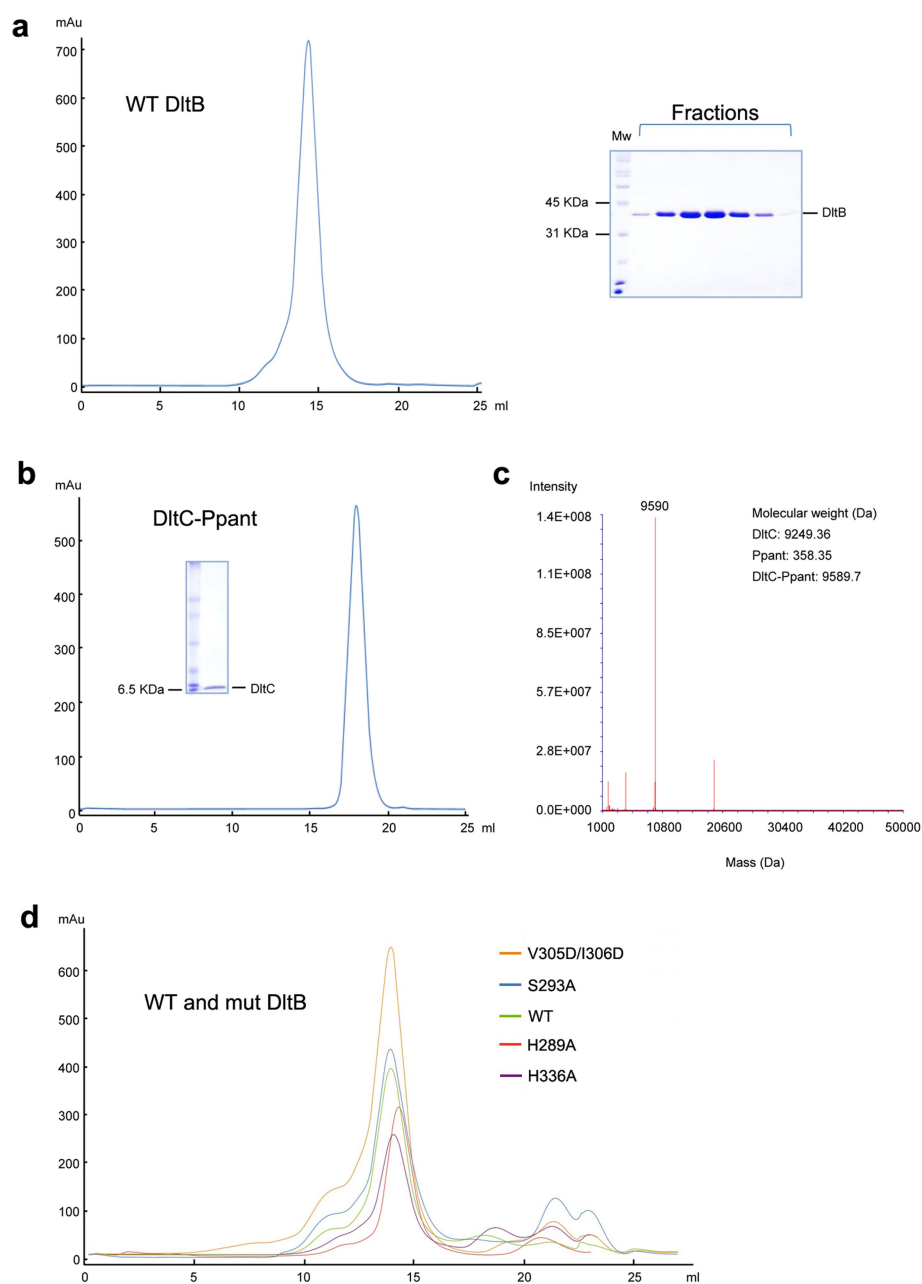 a
mAu
700
600
500
400
300
200
100
0
0 5 10 15 20 25 ml
WT DltB
Fractions
Mw
45 KDa
31 KDa
DltB
b
mAu
500
400
300
200
100
0
0 5 10 15 20 25 ml
DltC-Ppant
6.5 KDa
DltC
c
Intensity
9590
1.4E+008
1.1E+008
8.5E+007
5.7E+007
2.8E+007
0.0E+000
1000 10800 20600 30400 40200 50000
Mass (Da)
Molecular weight (Da)
DltC: 9249.36
Ppant: 358.35
DltC-Ppant: 9589.7
d
mAu
600
500
400
300
200
100
0
0 5 10 15 20 25 ml
WT and mut DltB
V305D/I306D
S293A
WT
H289A
H336A